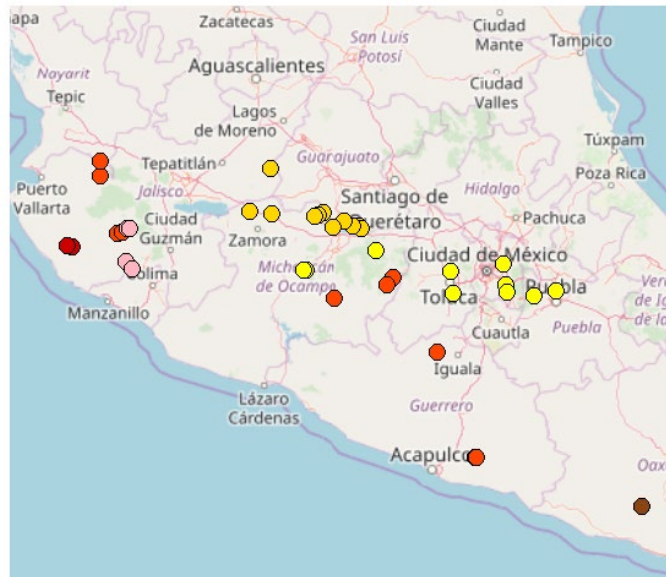 Zacatecas
Ciudad
Mante
Tampico
San Luis
Potosí
apa
Nayarit
Tepic
Aguascalientes
Ciudad
Valles
Lagos
de Moreno
Tepatitlán
Guanajuato
Túxpam
Poza Rica
Puerto
Vallarta
Jalisco
Santiago de
Querétaro
Hidalgo
Pachuca
Ciudad
Guzmán
Zamora
Ciudad de México
Michoacán
de Ocampo
Colima
Toluca
Puebla
Manzanillo
Cuautla
Puebla
Iguala
Lázaro
Cárdenas
Guerrero
Acapulco